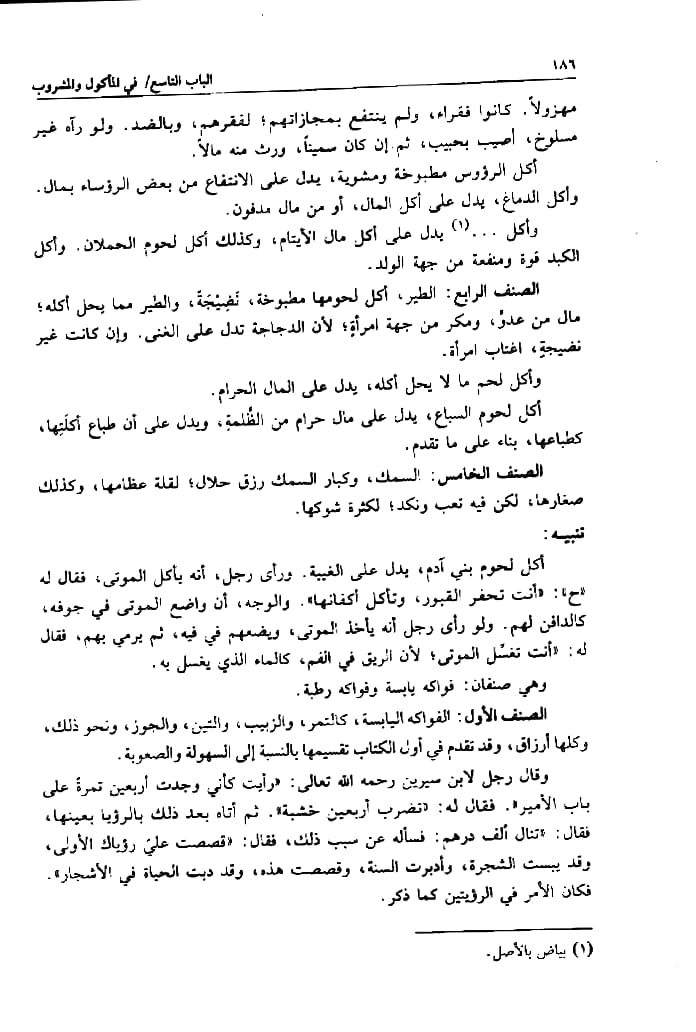 ١٨٦
الباب التاسع/ في المأكول والمشروب
مهزولاً. كانوا فقراء، ولم ينتفع بمجازاتهم؛ لفقرهم، وبالضد. ولو رآه غير
مسلوخ، أصيب بحبيب، ثم إن كان سميناً، ورث منه مالاً.
أكل الرؤوس مطبوخة ومشوية، يدل على الانتفاع من بعض الرؤساء بمال.
وأكل الدماغ، يدل على أكل المال، أو من مال مدفون.
وأكل ...(١) يدل على أكل مال الأيتام، وكذلك أكل لحوم الحملان. وأكل
الكبد قوة ومنفعة من جهة الولد.
الصنف الرابع: الطير، أكل لحومها مطبوخة، نَضِيْجَةً، والطير مما يحل أكله؛
مال من عدوٍّ، ومكر من جهة امرأةٍ؛ لأن الدجاجة تدل على الغنى. وإن كانت غير
نضيجةٍ، اغتاب امرأة.
وأكل لحم ما لا يحل أكله، يدل على المال الحرام.
أكل لحوم السباع، يدل على مال حرام من الظُّلمةِ، ويدل على أن طباع أكلَتِها،
كطباعها، بناء على ما تقدم.
الصنف الخامس: السمك، وكبار السمك رزق حلال؛ لقلة عظامها، وكذلك
صغارها، لكن فيه تعب ونكد؛ لكثرة شوكها.
تنبيه:
أكل لحوم بني آدم، يدل على الغيبة. ورأى رجل، أنه يأكل الموتى، فقال له
«ح»: «أنت تحفر القبور، وتأكل أكفانها». والوجه، أن واضع الموتى في جوفه،
كالدافن لهم. ولو رأى رجل أنه يأخذ الموتى، ويضعهم في فيه، ثم يرمي بهم، فقال
له: «أنت تغسِّل الموتى؛ لأن الريق في الفم، كالماء الذي يغسل به.
وهي صنفان: فواكه يابسة وفواكه رطبة.
الصنف الأول: الفواكه اليابسة، كالتمر، والزبيب، والتين، والجوز، ونحو ذلك،
وكلها أرزاق، وقد تقدم في أول الكتاب تقسيمها بالنسبة إلى السهولة والصعوبة.
وقال رجل لابن سيرين رحمه الله تعالى: «رأيت كأني وجدت أربعين تمرةً على
باب الأمير». فقال له: «تضرب أربعين خشبة». ثم أتاه بعد ذلك بالرؤيا بعينها،
فقال: «تنال ألف درهم: فسأله عن سبب ذلك، فقال: «قصصت عليّ رؤياك الأولى،
وقد يبست الشجرة، وأدبرت السنة، وقصصت هذه، وقد دبت الحياة في الأشجار».
فكان الأمر في الرؤيتين كما ذكر.
(١) بياض بالأصل.